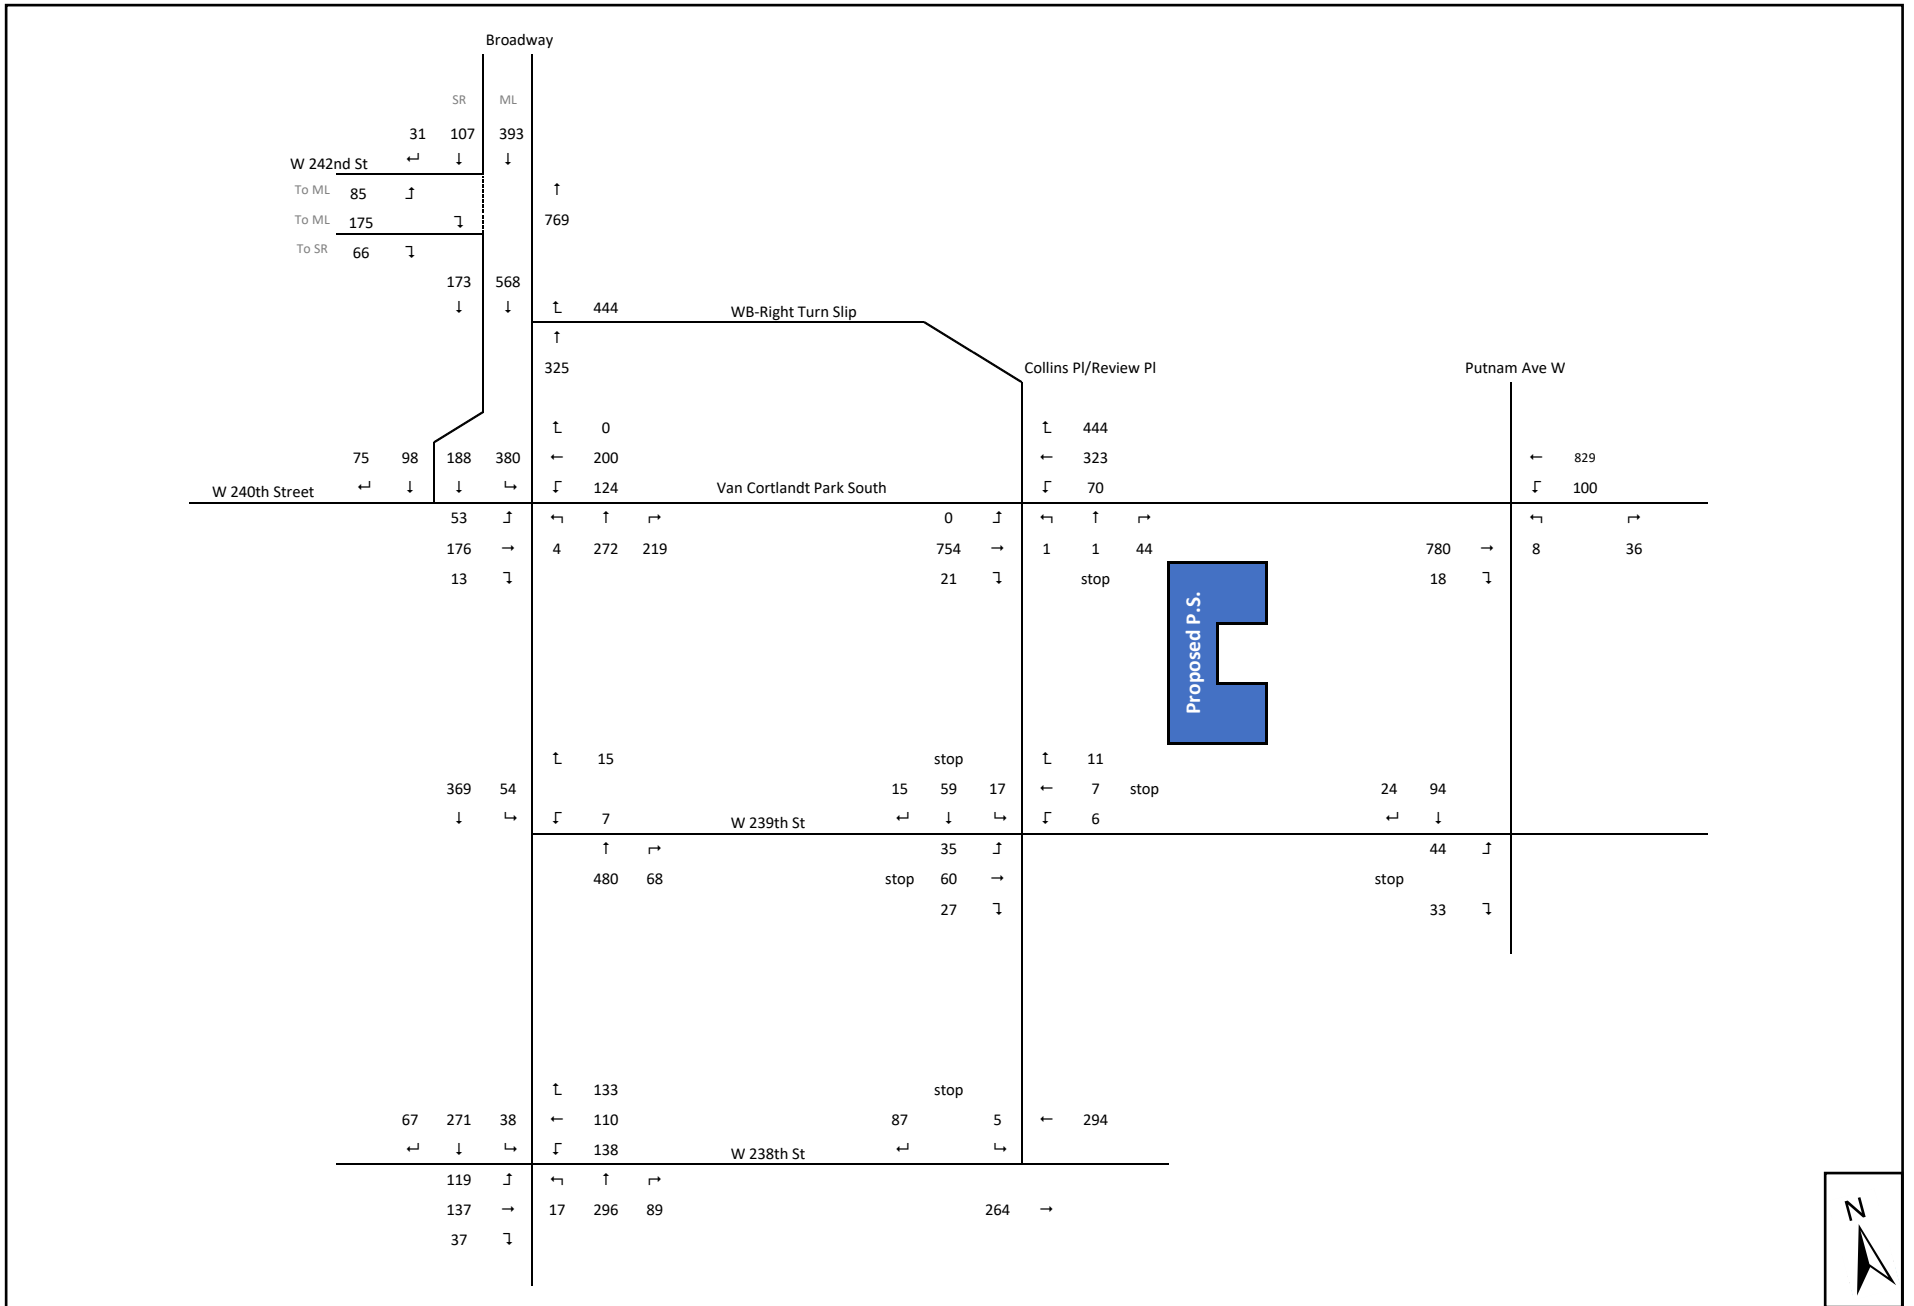 Broadway
SR ML
31 107 393
W 242nd St ↵ ↓ ↓
To ML 85 ↑
To ML 175 ↴
769
To SR 66 ↴
173 568
↓ ↓ 444 WB-Right Turn Slip
↑
325 Collins Pl/Review Pl Putnam Ave W
0 444
75 98 188 380 ← 200 ← 323 ← 829
W 240th Street ↵ ↓ ↓ ↳ 124 Van Cortlandt Park South 70 100
53 ↰ ↑ ↱ 0 ↰ ↑ ↱ ↰ ↱
176 → 4 272 219 754 → 1 1 44 780 → 8 36
13 ↴ 21 ↴ stop 18 ↴
Proposed P.S.
15 stop 11
369 54 15 59 17 ← 7 stop 24 94
↓ ↳ 7 W 239th St ↵ ↓ ↳ 6 ↵ ↓
↑ ↱ 35 44
480 68 stop 60 → stop
27 ↴ 33 ↴
133 stop
67 271 38 ← 110 87 5 ← 294
↵ ↓ ↳ 138 W 238th St ↵ ↳
119 ↰ ↑ ↱
137 → 17 296 89 264 →
37 ↴
N